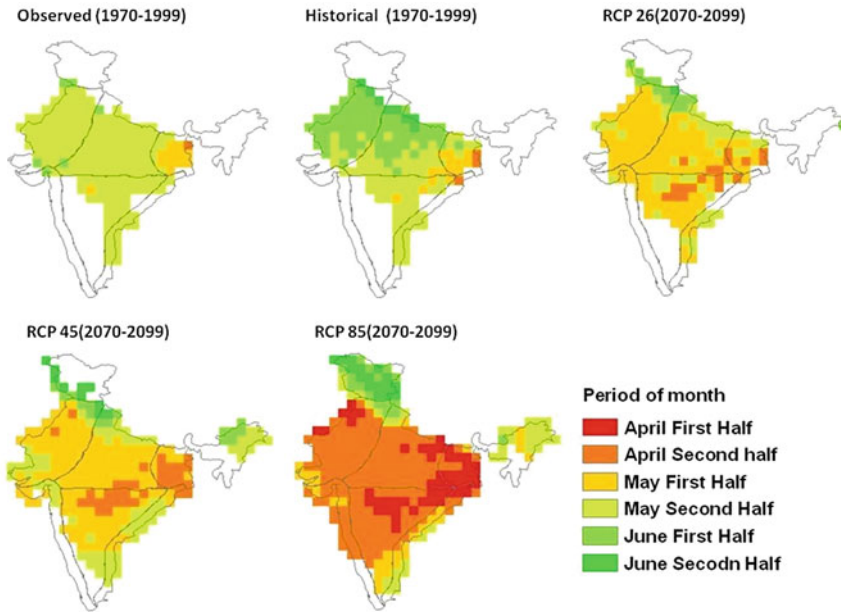 Observed (1970-1999)
Historical (1970-1999)
RCP 26(2070-2099)
RCP 45(2070-2099)
RCP 85(2070-2099)
Period of month
April First Half
April Second half
May First Half
May Second Half
June First Half
June Secodn Half